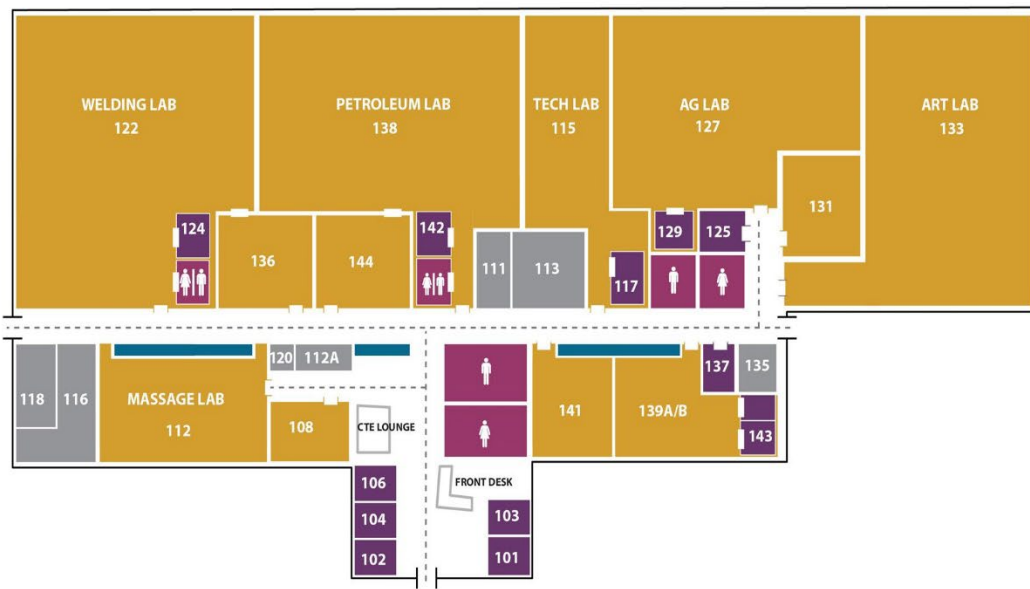 WELDING LAB
122
PETROLEUM LAB
138
TECH LAB
115
AG LAB
127
ART LAB
133
131
124
142
129
125
136
144
111
113
117
118
116
MASSAGE LAB
112
120
112A
108
CTE LOUNGE
141
139A/B
137
135
143
106
104
102
FRONT DESK
103
101